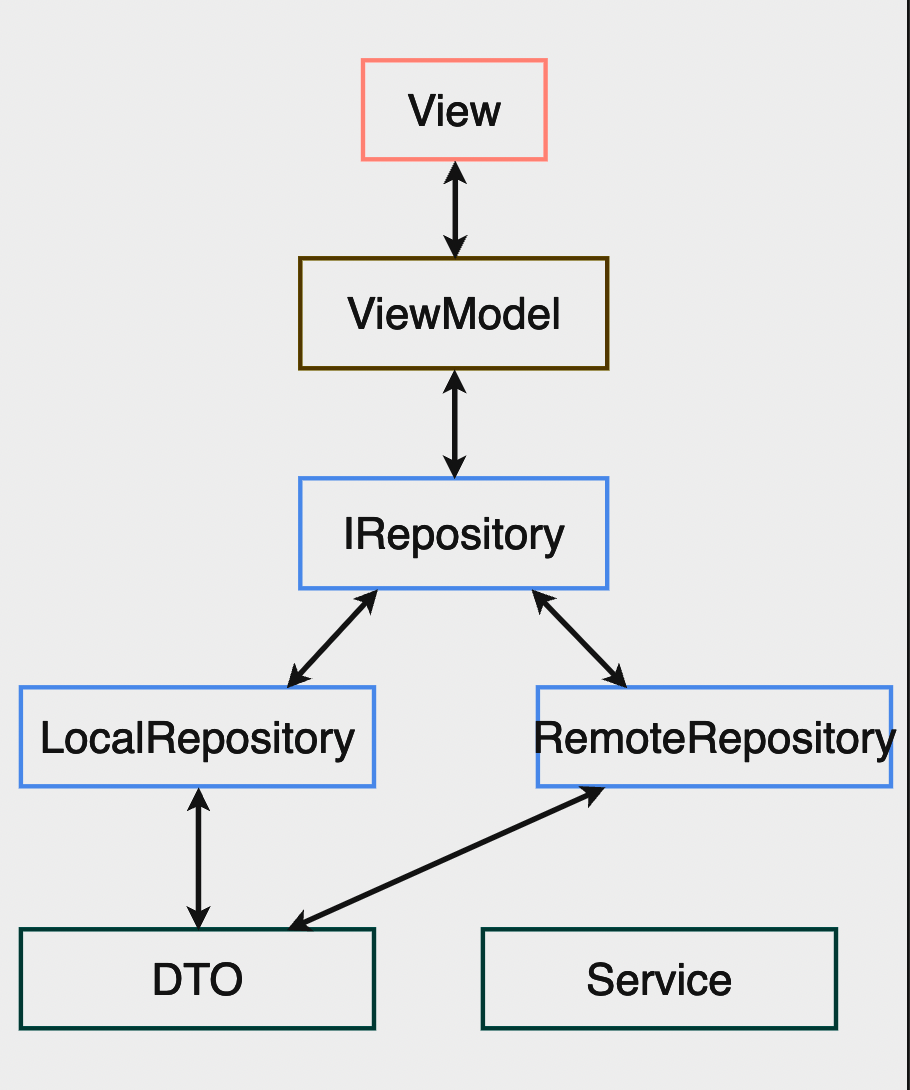 View
ViewModel
IRepository
LocalRepository
RemoteRepository
DTO
Service